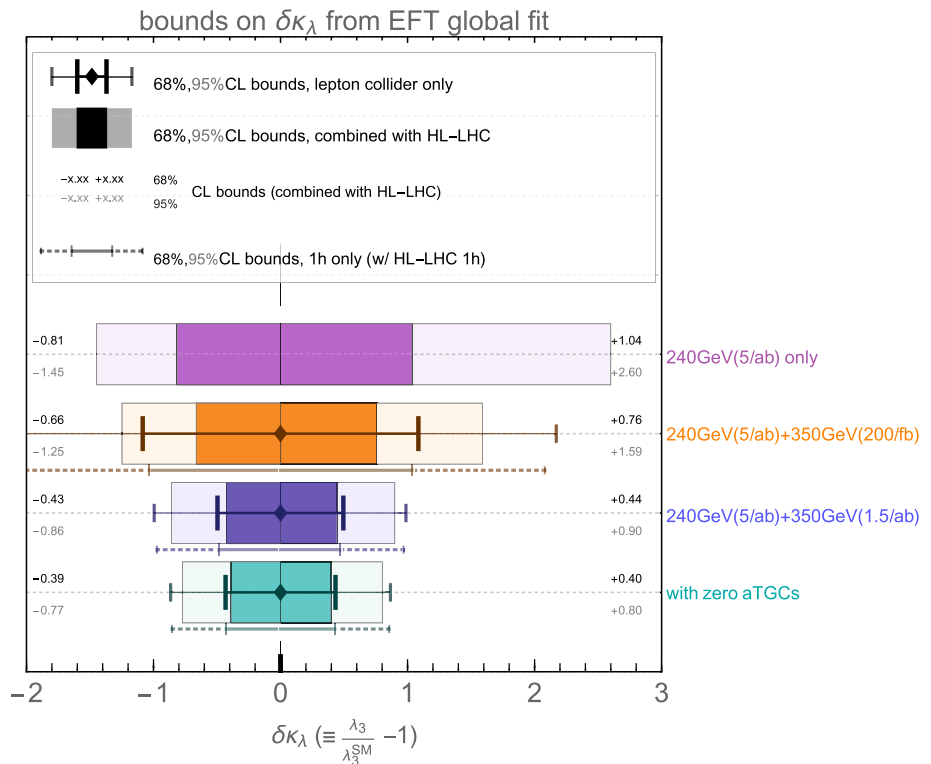 bounds on δκλ from EFT global fit
68%,95%CL bounds, lepton collider only
68%,95%CL bounds, combined with HL−LHC
−x.xx +x.xx 68%
−x.xx +x.xx 95%
CL bounds (combined with HL−LHC)
68%,95%CL bounds, 1h only (w/ HL−LHC 1h)
−0.81 +1.04
240GeV(5/ab) only
−1.45 +2.60
−0.66 +0.76
240GeV(5/ab)+350GeV(200/fb)
−1.25 +1.59
−0.43 +0.44
240GeV(5/ab)+350GeV(1.5/ab)
−0.86 +0.90
−0.39 +0.40
with zero aTGCs
−0.77 +0.80
−2 −1 0 1 2 3
δκλ (≡ λ3/λ3SM −1)